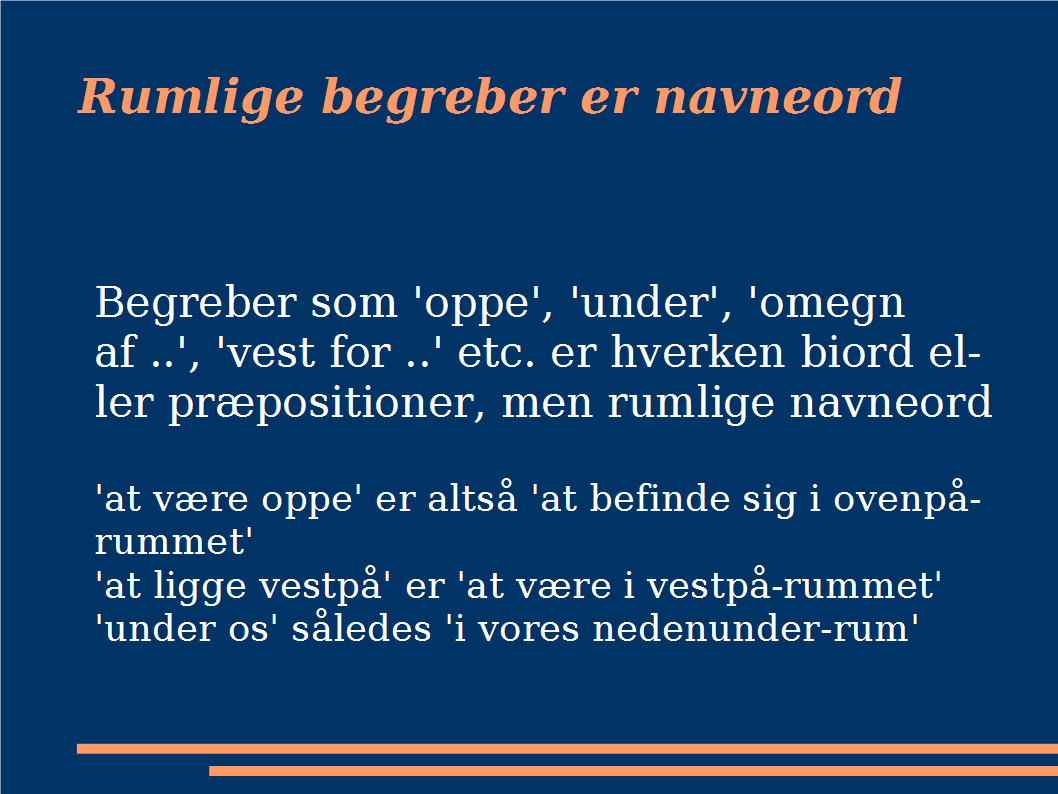 Rumlige begreber er navneord
Begreber som 'oppe', 'under', 'omegn
af ..', 'vest for ..' etc. er hverken biord el-
ler præpositioner, men rumlige navneord
'at være oppe' er altså 'at befinde sig i ovenpå-
rummet'
'at ligge vestpå' er 'at være i vestpå-rummet'
'under os' således 'i vores nedenunder-rum'